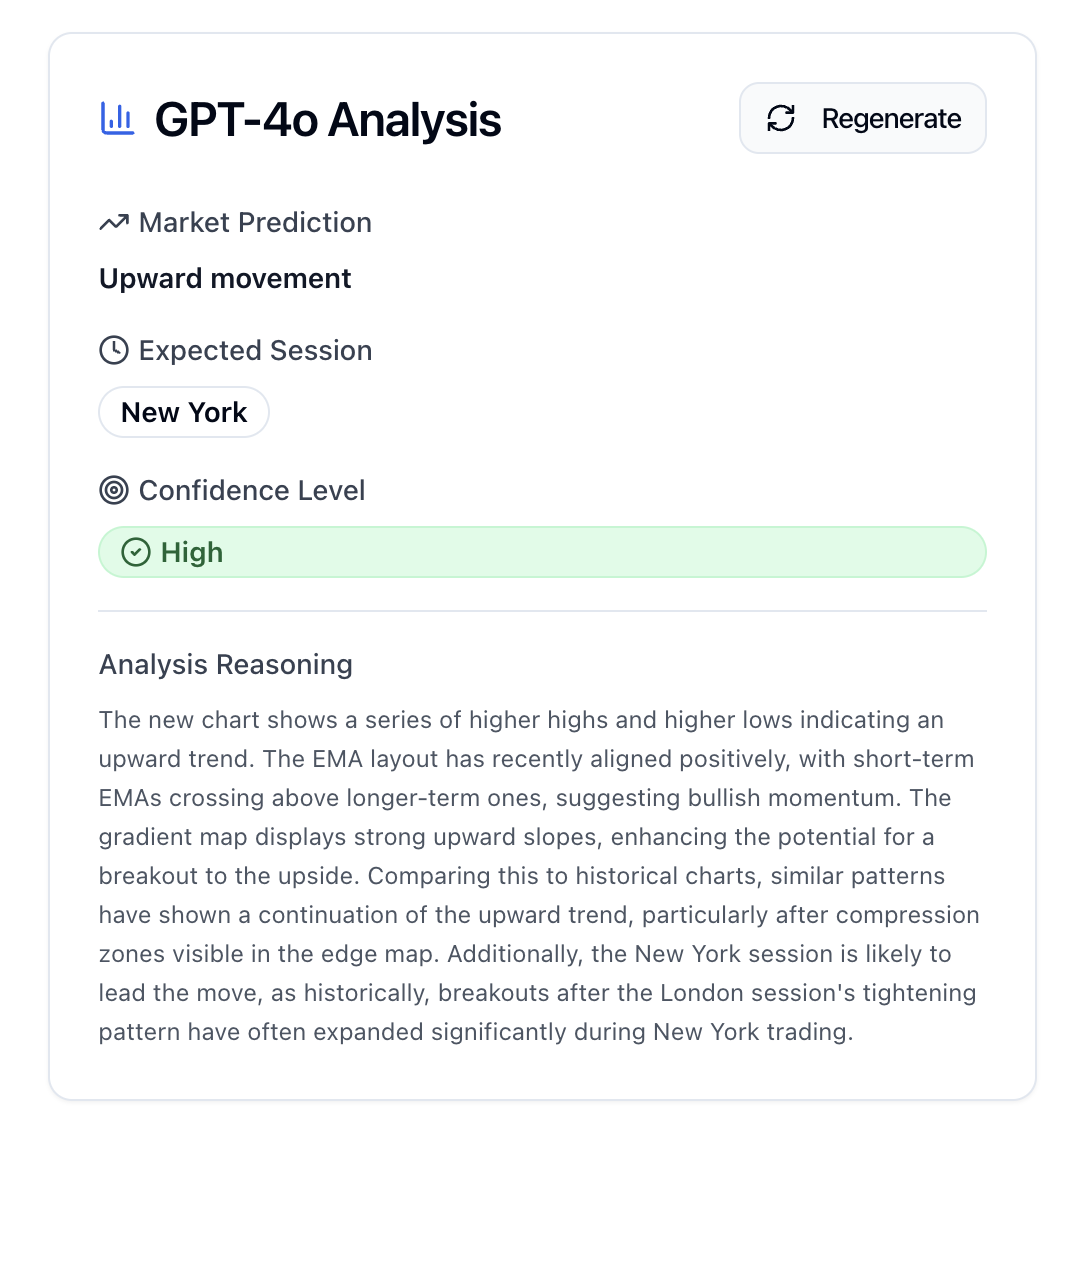 GPT-4o Analysis
Regenerate
Market Prediction
Upward movement
Expected Session
New York
Confidence Level
High
Analysis Reasoning
The new chart shows a series of higher highs and higher lows indicating an
upward trend. The EMA layout has recently aligned positively, with short-term
EMAs crossing above longer-term ones, suggesting bullish momentum. The
gradient map displays strong upward slopes, enhancing the potential for a
breakout to the upside. Comparing this to historical charts, similar patterns
have shown a continuation of the upward trend, particularly after compression
zones visible in the edge map. Additionally, the New York session is likely to
lead the move, as historically, breakouts after the London session's tightening
pattern have often expanded significantly during New York trading.